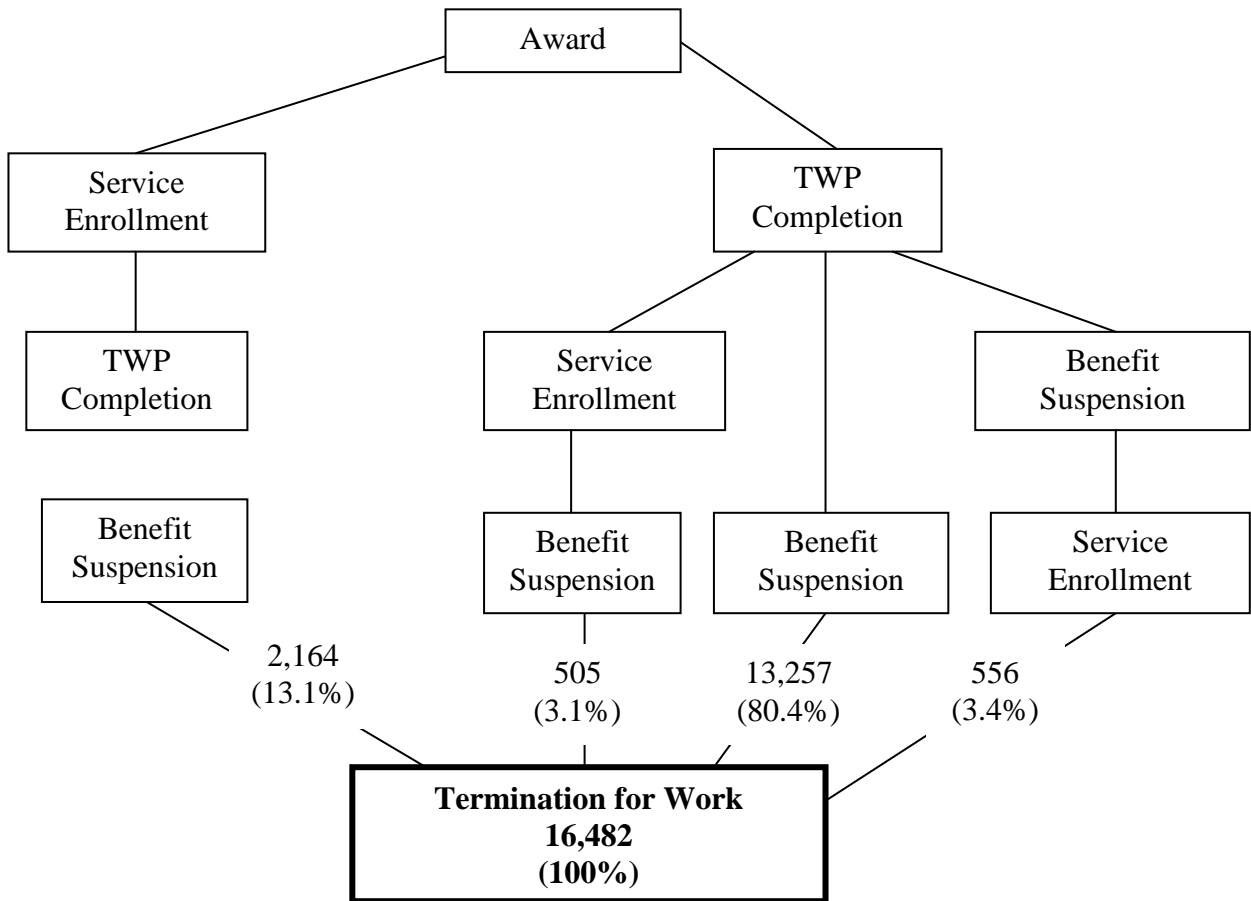 Award
Service
Enrollment
TWP
Completion
TWP
Completion
Service
Enrollment
Benefit
Suspension
Benefit
Suspension
Benefit
Suspension
Benefit
Suspension
Service
Enrollment
2,164
(13.1%)
505
(3.1%)
13,257
(80.4%)
556
(3.4%)
Termination for Work
16,482
(100%)